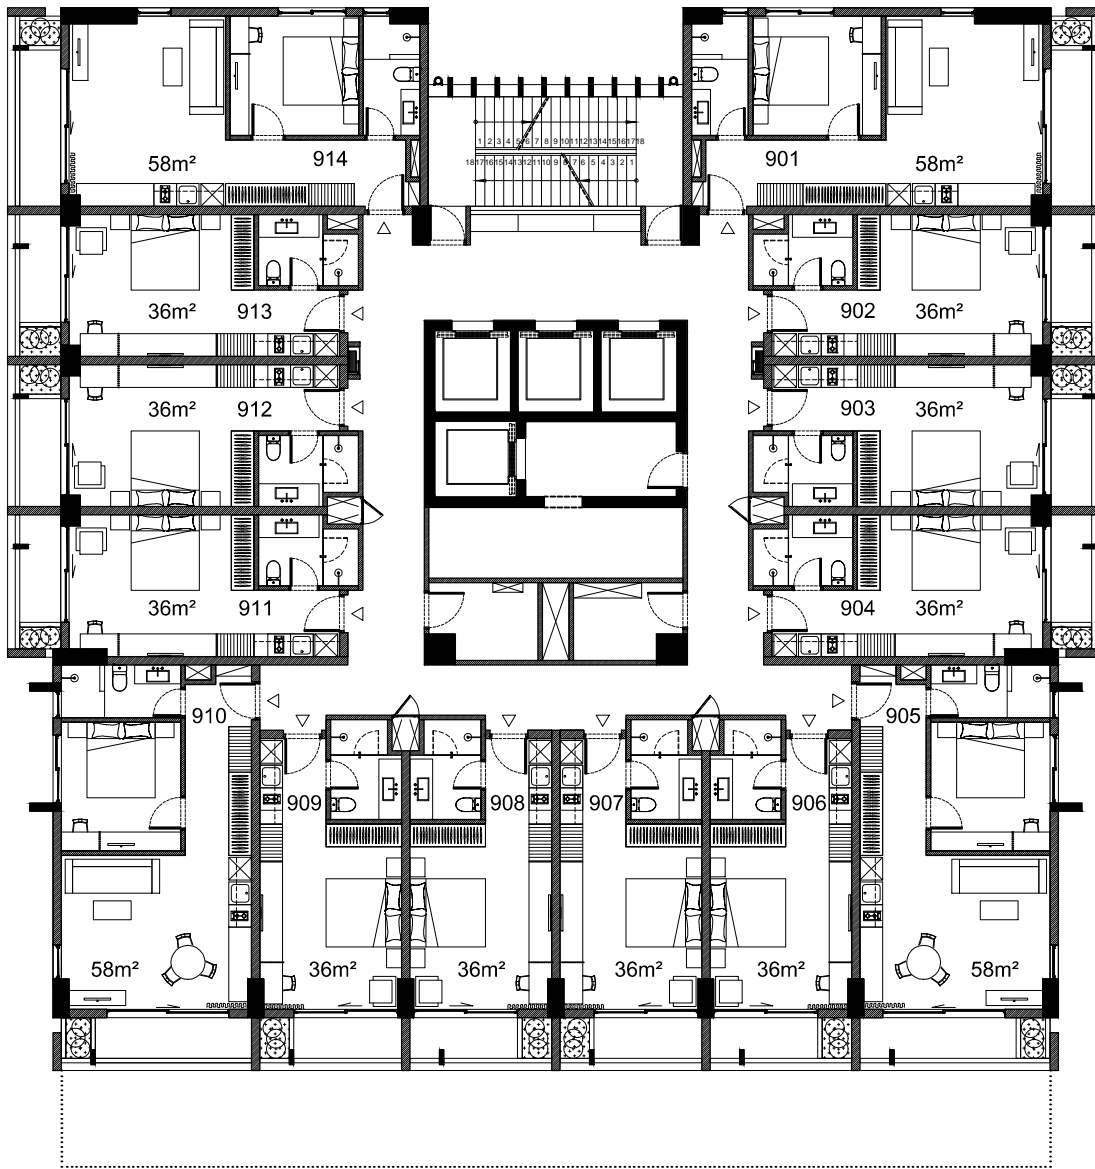 1 2 3 4 5 6 7 8 9 10 11 12 13 14 15 16 17 18
18 17 16 15 14 13 12 11 10 9 8 7 6 5 4 3 2 1
58m² 914 901 58m²
36m² 913 902 36m²
36m² 912 903 36m²
36m² 911 904 36m²
910 905
909 908 907 906
58m² 36m² 36m² 36m² 36m² 58m²